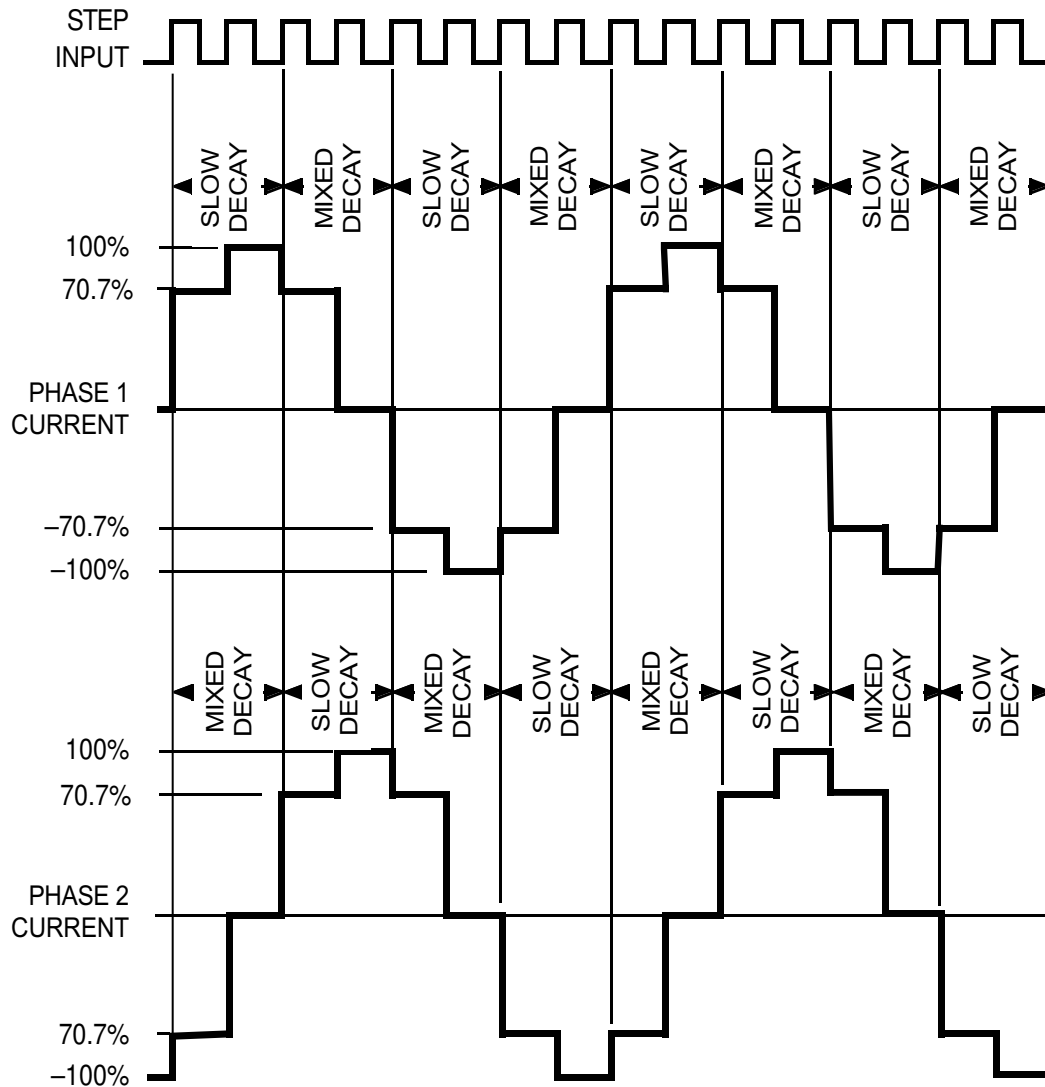 STEP
INPUT
SLOW
DECAY
MIXED
DECAY
SLOW
DECAY
MIXED
DECAY
SLOW
DECAY
MIXED
DECAY
SLOW
DECAY
MIXED
DECAY
100%
70.7%
PHASE 1
CURRENT
–70.7%
–100%
MIXED
DECAY
SLOW
DECAY
MIXED
DECAY
SLOW
DECAY
MIXED
DECAY
SLOW
DECAY
MIXED
DECAY
SLOW
DECAY
100%
70.7%
PHASE 2
CURRENT
70.7%
–100%